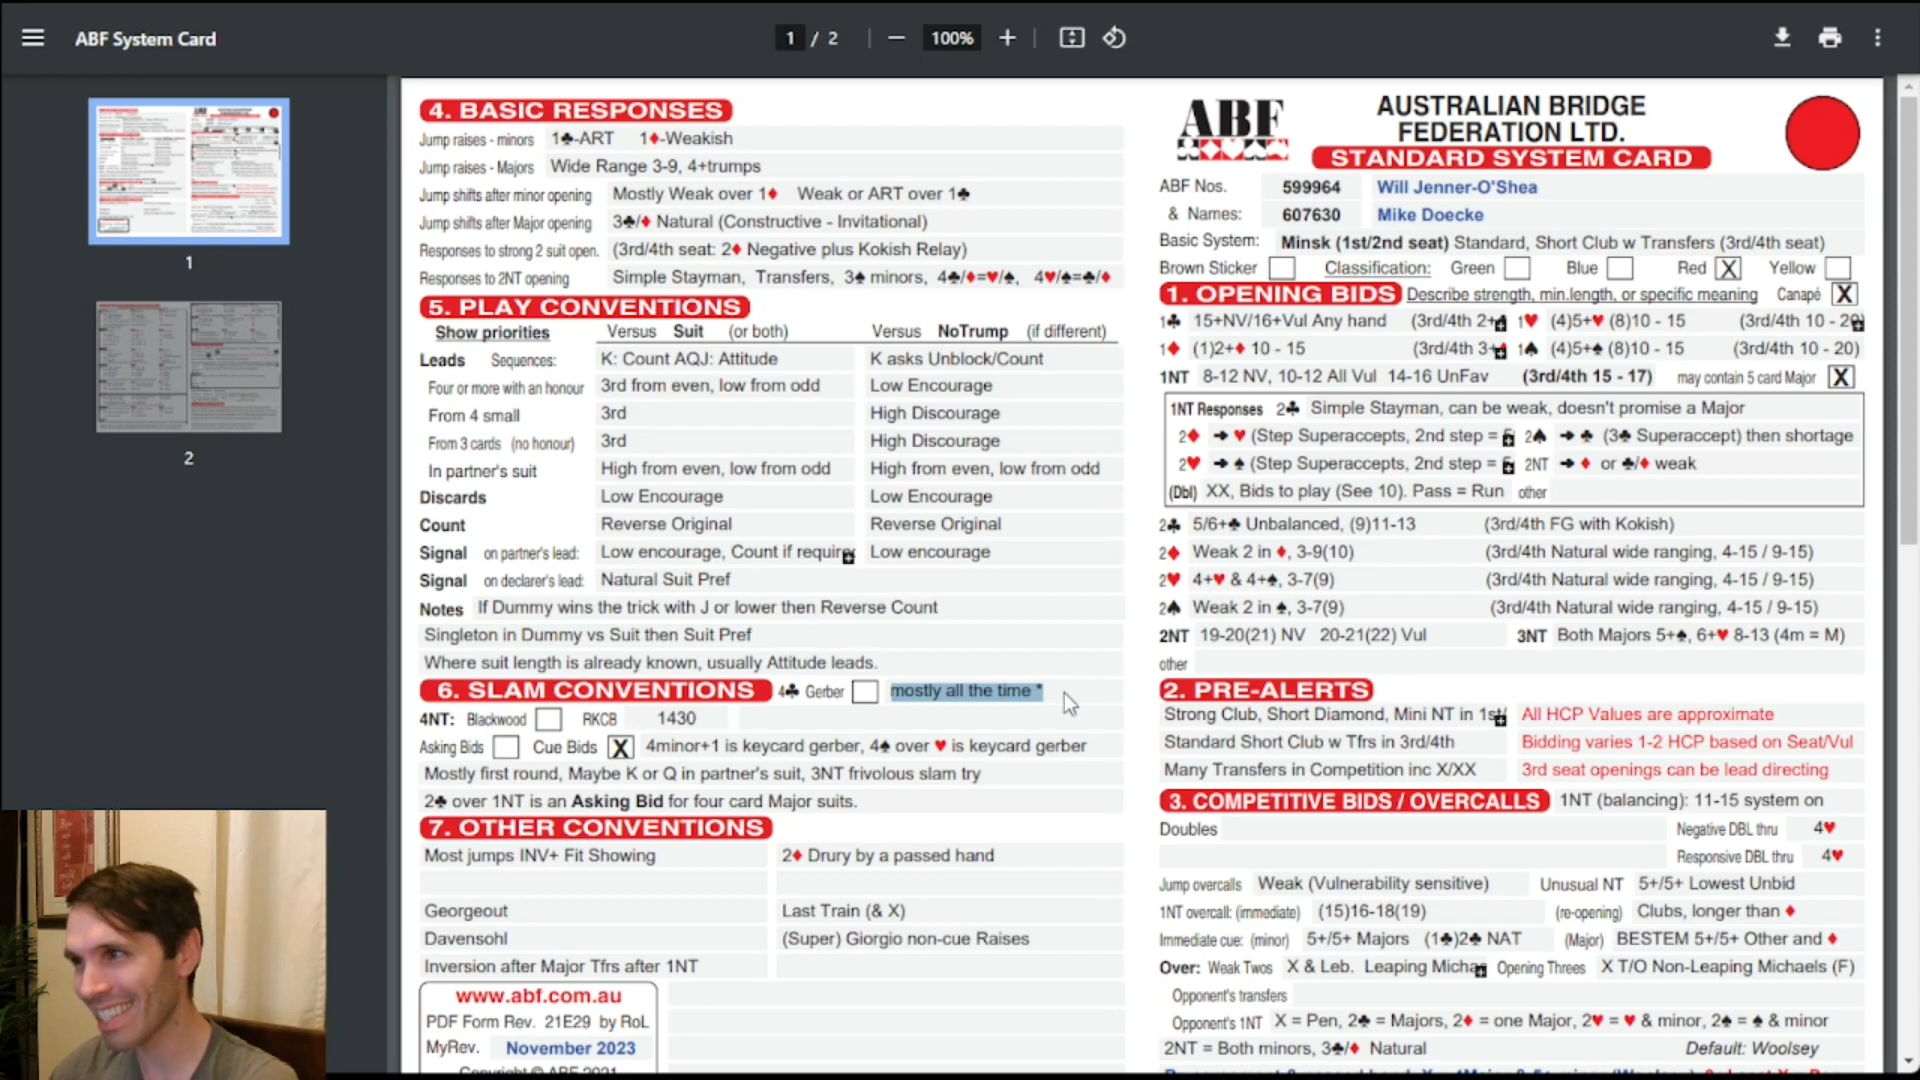 ABF System Card
1 / 2
100%
1
2
4. BASIC RESPONSES
Jump raises - minors 1♣-ART 1♦-Weakish
Jump raises - Majors Wide Range 3-9, 4+trumps
Jump shifts after minor opening Mostly Weak over 1♦ Weak or ART over 1♣
Jump shifts after Major opening 3♣/♦ Natural (Constructive - Invitational)
Responses to strong 2 suit open. (3rd/4th seat: 2♦ Negative plus Kokish Relay)
Responses to 2NT opening Simple Stayman, Transfers, 3♠ minors, 4♣/♦=♥/♠, 4♥/♠=♣/♦
5. PLAY CONVENTIONS
Show priorities Versus Suit (or both) Versus NoTrump (if different)
Leads Sequences: K: Count AQJ: Attitude K asks Unblock/Count
Four or more with an honour 3rd from even, low from odd Low Encourage
From 4 small 3rd High Discourage
From 3 cards (no honour) 3rd High Discourage
In partner's suit High from even, low from odd High from even, low from odd
Discards Low Encourage Low Encourage
Count Reverse Original Reverse Original
Signal on partner's lead: Low encourage, Count if Low encourage
Signal on declarer's lead: Natural Suit Pref
Notes If Dummy wins the trick with J or lower then Reverse Count
Singleton in Dummy vs Suit then Suit Pref
Where suit length is already known, usually Attitude leads.
6. SLAM CONVENTIONS 4♣ Gerber mostly all the time *
4NT: Blackwood RKCB 1430
Asking Bids Cue Bids X 4minor+1 is keycard gerber, 4♠ over ♥ is keycard gerber
Mostly first round, Maybe K or Q in partner's suit, 3NT frivolous slam try
2♣ over 1NT is an Asking Bid for four card Major suits.
7. OTHER CONVENTIONS
Most jumps INV+ Fit Showing 2♦ Drury by a passed hand
Georgeout Last Train (& X)
Davensohl (Super) Giorgio non-cue Raises
Inversion after Major Tfrs after 1NT
www.abf.com.au
PDF Form Rev. 21E29 by RoL
MyRev. November 2023
Copyright © ABF 2021
ABF
AUSTRALIAN BRIDGE
FEDERATION LTD.
STANDARD SYSTEM CARD
ABF Nos. 599964 Will Jenner-O'Shea
& Names: 607630 Mike Doecke
Basic System: Minsk (1st/2nd seat) Standard, Short Club w Transfers (3rd/4th seat)
Brown Sticker Classification: Green Blue Red X Yellow
1. OPENING BIDS Describe strength, min.length, or specific meaning Canapé X
1♣ 15+NV/16+Vul Any hand (3rd/4th 2+ 1♥ (4)5+♥ (8)10 - 15 (3rd/4th 10 -
1♦ (1)2+♦ 10 - 15 (3rd/4th 3+ 1♠ (4)5+♠ (8)10 - 15 (3rd/4th 10 - 20)
1NT 8-12 NV, 10-12 All Vul 14-16 UnFav (3rd/4th 15 - 17) may contain 5 card Major X
1NT Responses 2♣ Simple Stayman, can be weak, doesn't promise a Major
2♦ ➔ ♥ (Step Superaccepts, 2nd step = 2♠ ➔ ♣ (3♣ Superaccept) then shortage
2♥ ➔ ♠ (Step Superaccepts, 2nd step = 2NT ➔ ♦ or ♣/♦ weak
(Dbl) XX, Bids to play (See 10). Pass = Run other
2♣ 5/6+♣ Unbalanced, (9)11-13 (3rd/4th FG with Kokish)
2♦ Weak 2 in ♦, 3-9(10) (3rd/4th Natural wide ranging, 4-15 / 9-15)
2♥ 4+♥ & 4+♠, 3-7(9) (3rd/4th Natural wide ranging, 4-15 / 9-15)
2♠ Weak 2 in ♠, 3-7(9) (3rd/4th Natural wide ranging, 4-15 / 9-15)
2NT 19-20(21) NV 20-21(22) Vul 3NT Both Majors 5+♠, 6+♥ 8-13 (4m = M)
other
2. PRE-ALERTS
Strong Club, Short Diamond, Mini NT in 1st/ All HCP Values are approximate
Standard Short Club w Tfrs in 3rd/4th Bidding varies 1-2 HCP based on Seat/Vul
Many Transfers in Competition inc X/XX 3rd seat openings can be lead directing
3. COMPETITIVE BIDS / OVERCALLS 1NT (balancing): 11-15 system on
Doubles Negative DBL thru 4♥
Responsive DBL thru 4♥
Jump overcalls Weak (Vulnerability sensitive) Unusual NT 5+/5+ Lowest Unbid
1NT overcall: (immediate) (15)16-18(19) (re-opening) Clubs, longer than ♦
Immediate cue: (minor) 5+/5+ Majors (1♣)2♣ NAT (Major) BESTEM 5+/5+ Other and ♦
Over: Weak Twos X & Leb. Leaping Opening Threes X T/O Non-Leaping Michaels (F)
Opponent's transfers
Opponent's 1NT X = Pen, 2♣ = Majors, 2♦ = one Major, 2♥ = ♥ & minor, 2♠ = ♠ & minor
2NT = Both minors, 3♣/♦ Natural Default: Woolsey